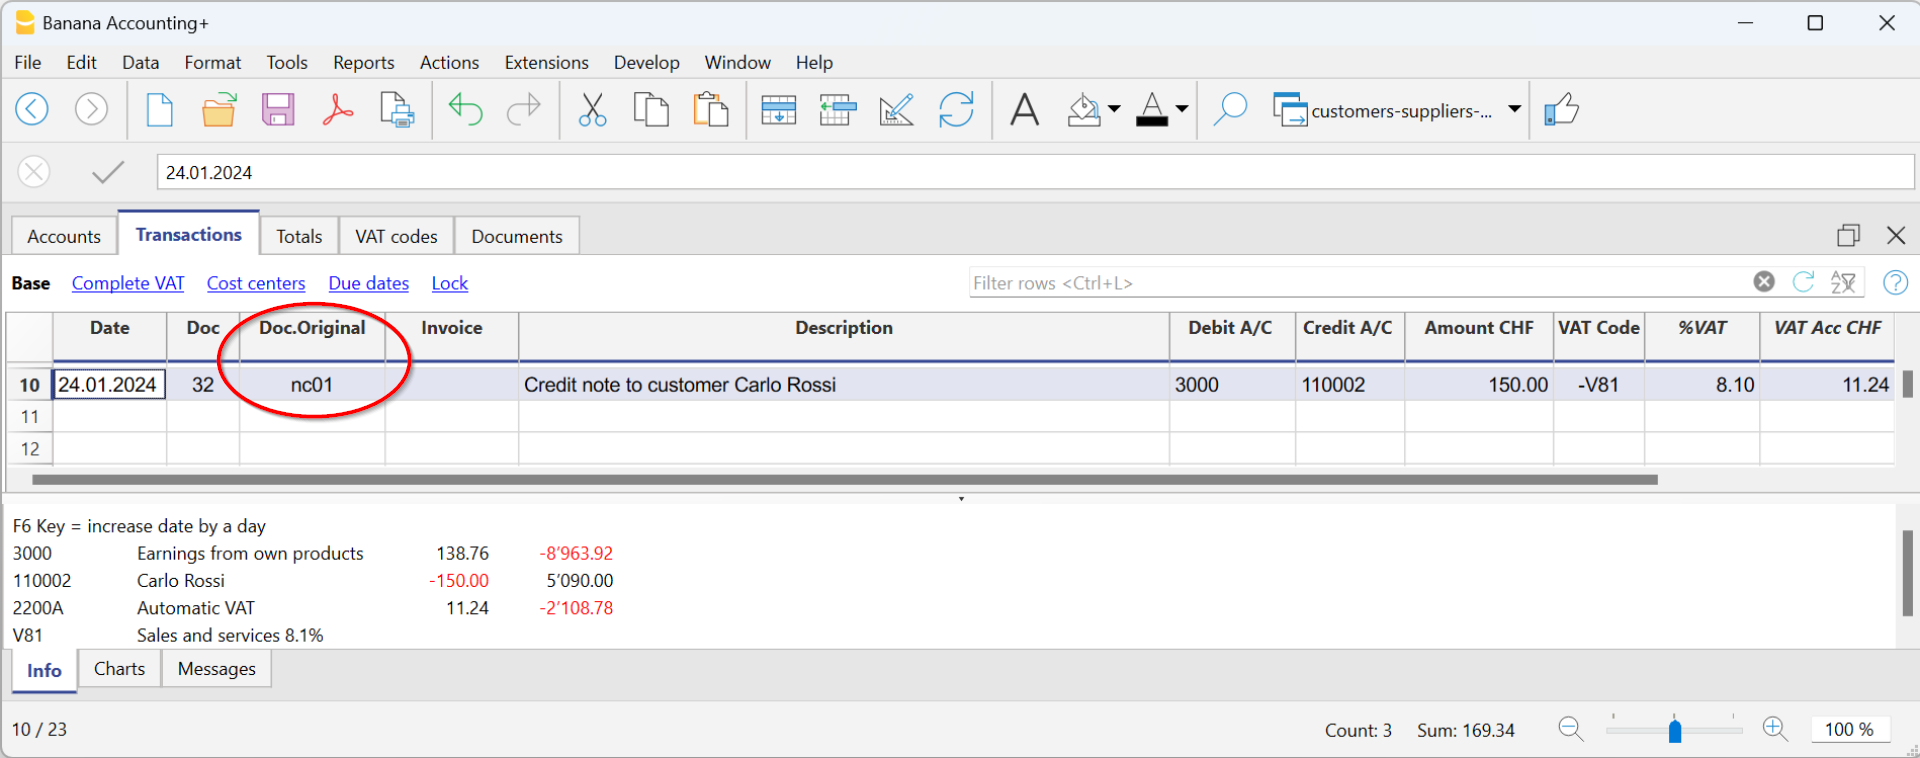 Banana Accounting+
File Edit Data Format Tools Reports Actions Extensions Develop Window Help
customers-suppliers-...
24.01.2024
Accounts Transactions Totals VAT codes Documents
Base Complete VAT Cost centers Due dates Lock Filter rows <Ctrl+L>
Date Doc Doc.Original Invoice Description Debit A/C Credit A/C Amount CHF VAT Code %VAT VAT Acc CHF
10 24.01.2024 32 nc01 Credit note to customer Carlo Rossi 3000 110002 150.00 -V81 8.10 11.24
11
12
F6 Key = increase date by a day
3000 Earnings from own products 138.76 -8'963.92
110002 Carlo Rossi -150.00 5'090.00
2200A Automatic VAT 11.24 -2'108.78
V81 Sales and services 8.1%
Info Charts Messages
10 / 23 Count: 3 Sum: 169.34 100 %